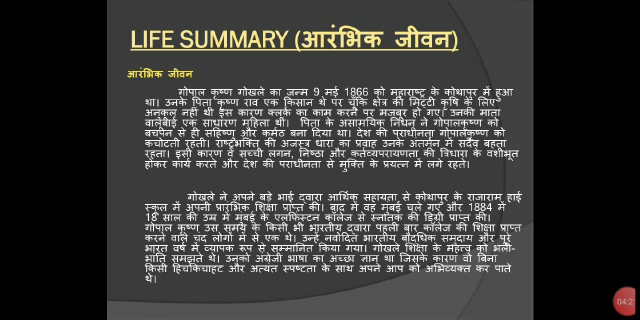 LIFE SUMMARY (आरंभिक जीवन)
आरंभिक जीवन
गोपाल कृष्ण गोखले का जन्म 9 मई 1866 को महाराष्ट्र के कोथापुर में हुआ
था। उनके पिता कृष्ण राव एक किसान थे पर चूंकि क्षेत्र की मिटटी कृषि के लिए
अनुकूल नहीं थी इस कारण क्लर्क का काम करने पर मजबूर हो गए। उनकी माता
वालूबाई एक साधारण महिला थीं। पिता के असामयिक निधन ने गोपालकृष्ण को
बचपन से ही सहिष्णु और कर्मठ बना दिया था। देश की पराधीनता गोपालकृष्ण को
कचोटती रहती। राष्ट्रभक्ति की अजस्त्र धारा का प्रवाह उनके अंतर्मन में सदैव बहता
रहता। इसी कारण वे सच्ची लगन, निष्ठा और कर्तव्यपरायणता की त्रिधारा के वशीभूत
होकर कार्य करते और देश की पराधीनता से मुक्ति के प्रयत्न में लगे रहते।
गोखले ने अपने बड़े भाई दवारा आर्थिक सहायता से कोथापुर के राजाराम हाई
स्कूल में अपनी प्रारंभिक शिक्षा प्राप्त की। बाद में वह मुंबई चले गए और 1884 में
18 साल की उम्र में मुंबई के एलफिंस्टन कॉलेज से स्नातक की डिग्री प्राप्त की।
गोपाल कृष्ण उस समय के किसी भी भारतीय दवारा पहली बार कॉलेज की शिक्षा प्राप्त
करने वाले चंद लोगों में से एक थे। उन्हें नवोदित भारतीय बौदधिक समुदाय और पूरे
भारत वर्ष में व्यापक रूप से सम्मानित किया गया। गोखले शिक्षा के महत्त्व को भली-
भांति समझते थे। उनको अंग्रेजी भाषा का अच्छा ज्ञान था जिसके कारण वो बिना
किसी हिचकिचाहट और अत्यंत स्पष्टता के साथ अपने आप को अभिव्यक्त कर पाते
थे।